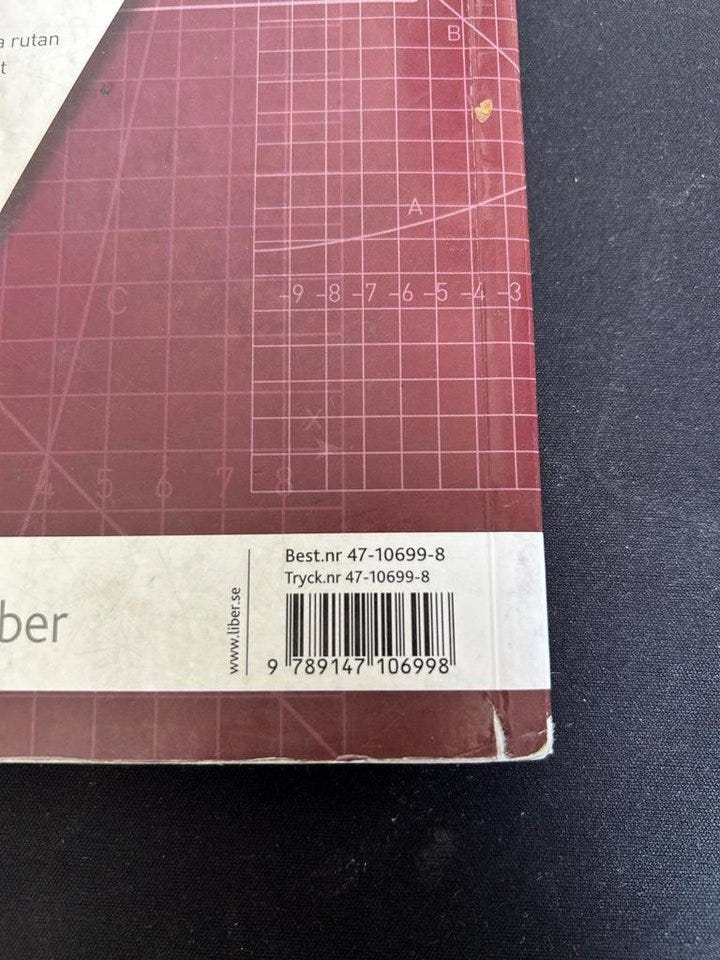 a rutan
t
B
A
-9 -8 -7 -6 -5 -4 -3
C
X
4 5 6 7 8
Best.nr 47-10699-8
Tryck.nr 47-10699-8
www.liber.se
ber
9 789147 106998